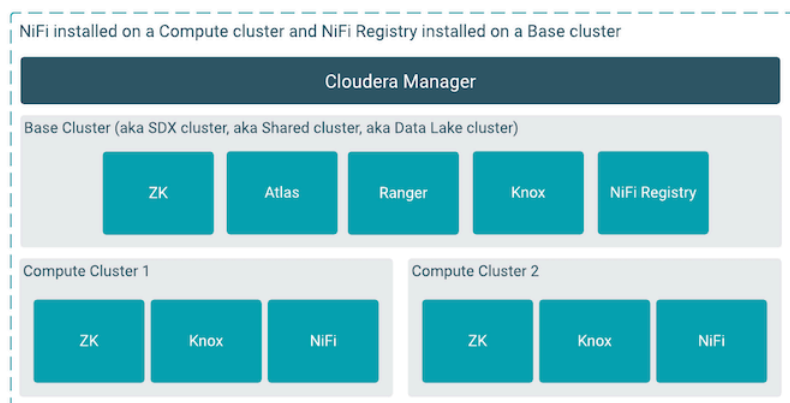 NiFi installed on a Compute cluster and NiFi Registry installed on a Base cluster
Cloudera Manager
Base Cluster (aka SDX cluster, aka Shared cluster, aka Data Lake cluster)
ZK
Atlas
Ranger
Knox
NiFi Registry
Compute Cluster 1
ZK
Knox
NiFi
Compute Cluster 2
ZK
Knox
NiFi